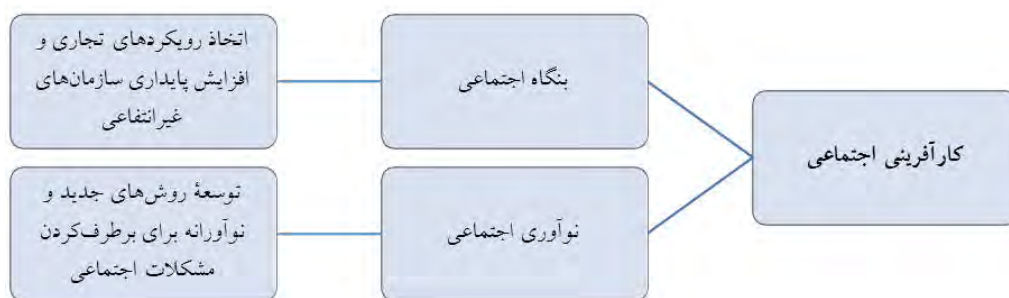 کارآفرینی اجتماعی
بنگاه اجتماعی
اتخاذ رویکردهای تجاری و
افزایش پایداری سازمان‌های
غیرانتفاعی
نوآوری اجتماعی
توسعهٔ روش‌های جدید و
نوآورانه برای برطرف‌کردن
مشکلات اجتماعی